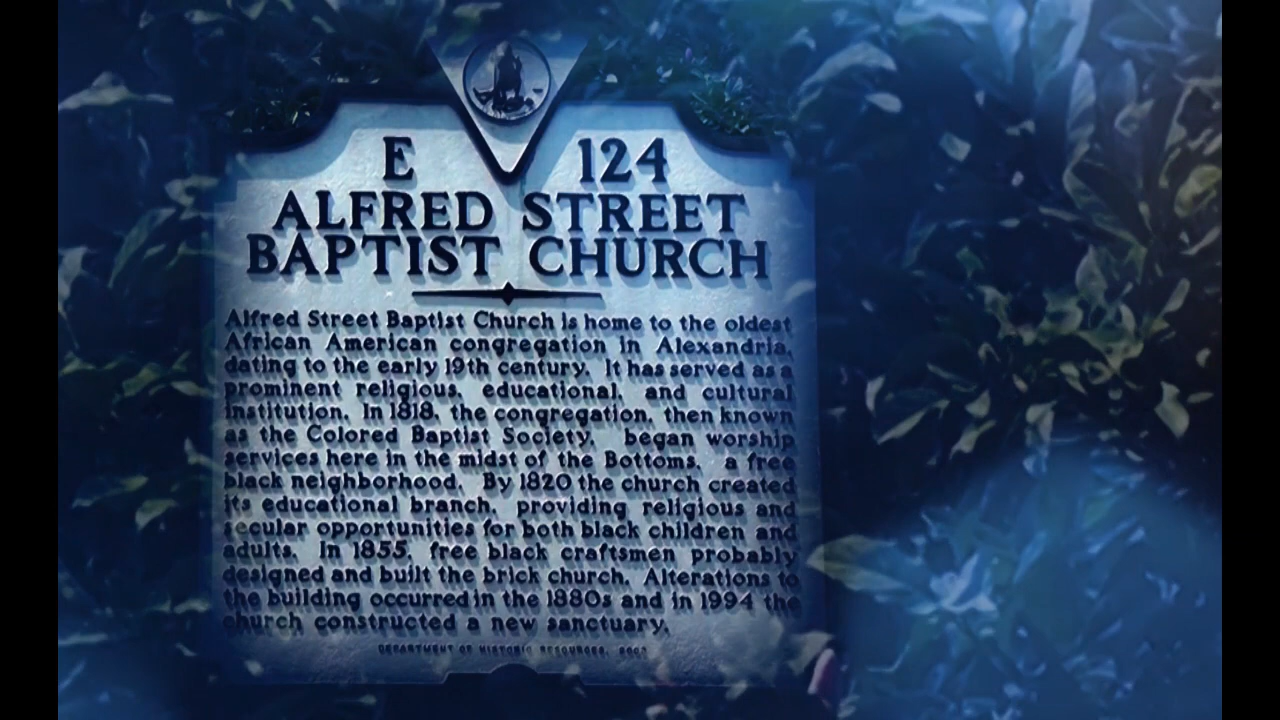 E 124
ALFRED STREET
BAPTIST CHURCH
Alfred Street Baptist Church is home to the oldest
African American congregation in Alexandria,
dating to the early 19th century. It has served as a
prominent religious, educational, and cultural
institution. In 1818, the congregation, then known
as the Colored Baptist Society, began worship
services here in the midst of the Bottoms, a free
black neighborhood. By 1820 the church created
its educational branch, providing religious and
secular opportunities for both black children and
adults. In 1855, free black craftsmen probably
designed and built the brick church. Alterations to
the building occurred in the 1880s and in 1994 the
church constructed a new sanctuary.
DEPARTMENT OF HISTORIC RESOURCES,